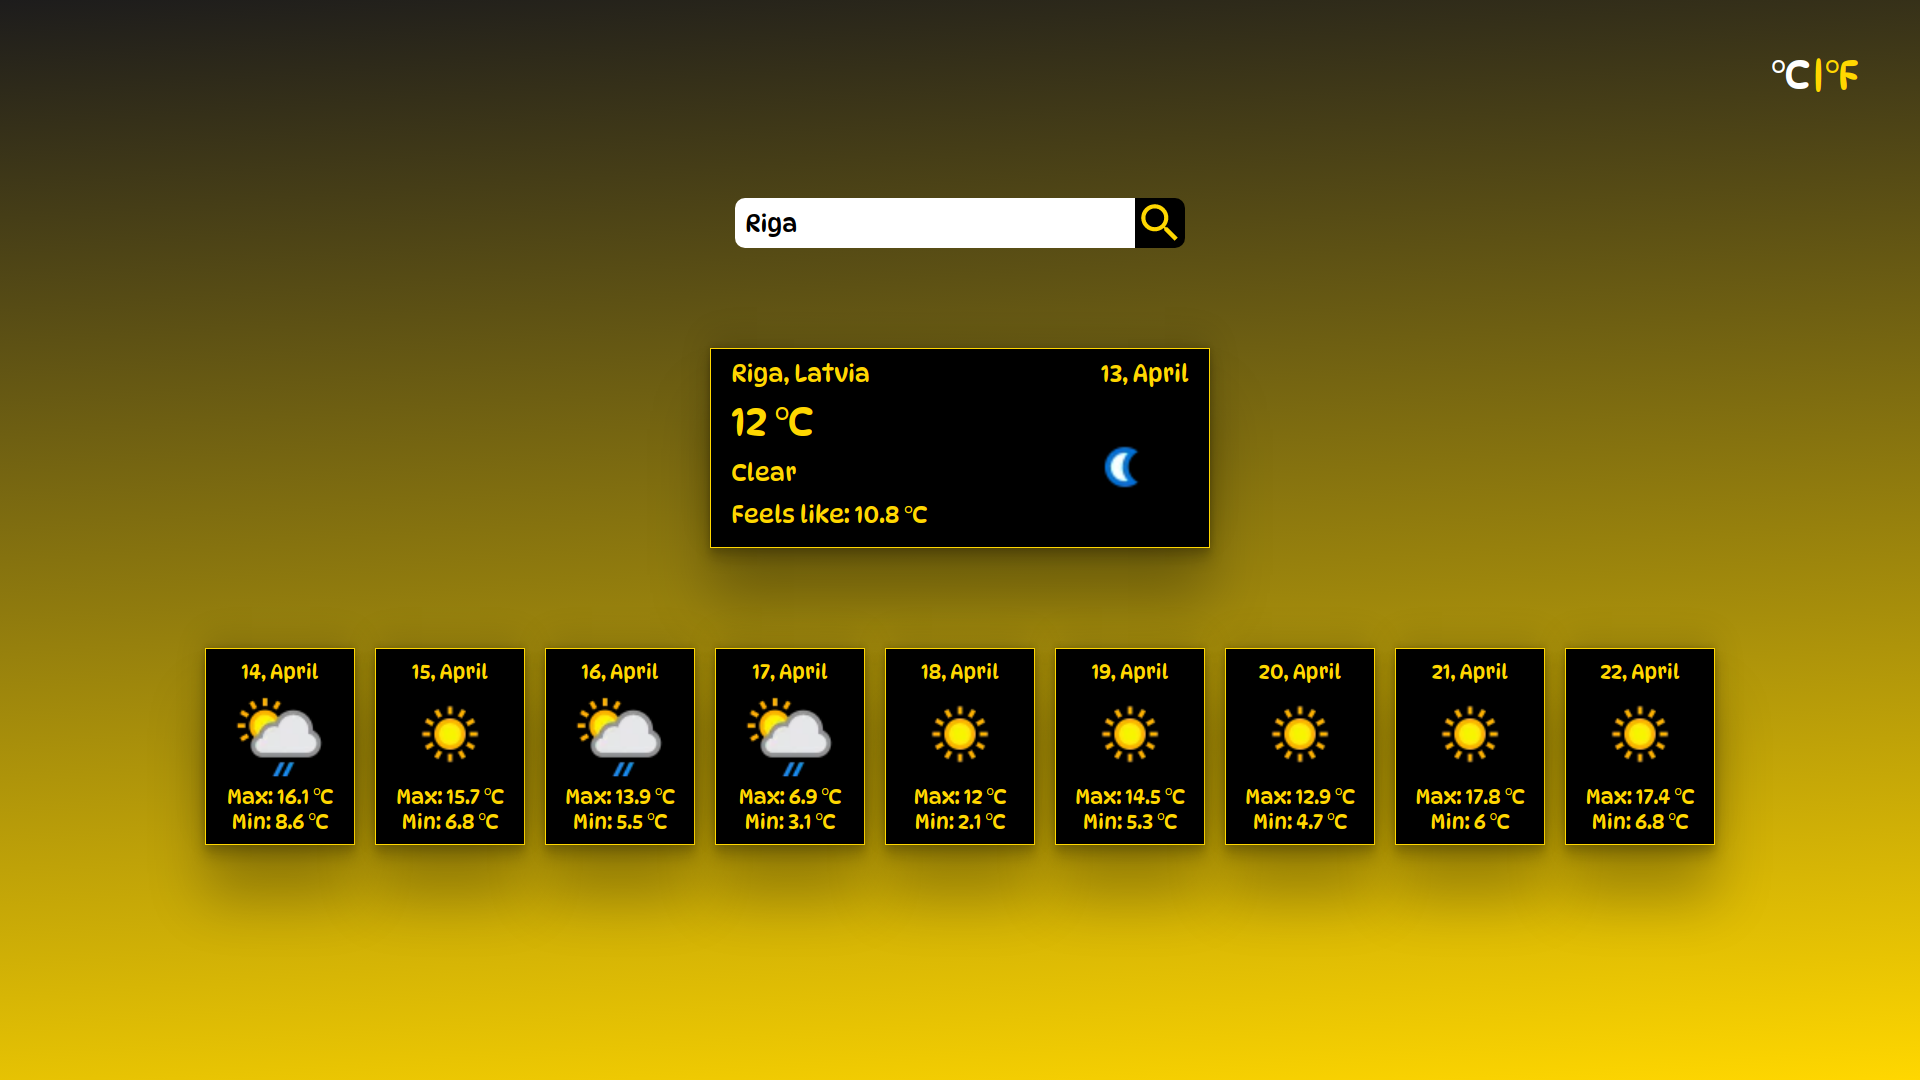 °C|°F
Riga
Riga, Latvia
13, April
12 °C
Clear
Feels like: 10.8 °C
14, April
Max: 16.1 °C
Min: 8.6 °C
15, April
Max: 15.7 °C
Min: 6.8 °C
16, April
Max: 13.9 °C
Min: 5.5 °C
17, April
Max: 6.9 °C
Min: 3.1 °C
18, April
Max: 12 °C
Min: 2.1 °C
19, April
Max: 14.5 °C
Min: 5.3 °C
20, April
Max: 12.9 °C
Min: 4.7 °C
21, April
Max: 17.8 °C
Min: 6 °C
22, April
Max: 17.4 °C
Min: 6.8 °C